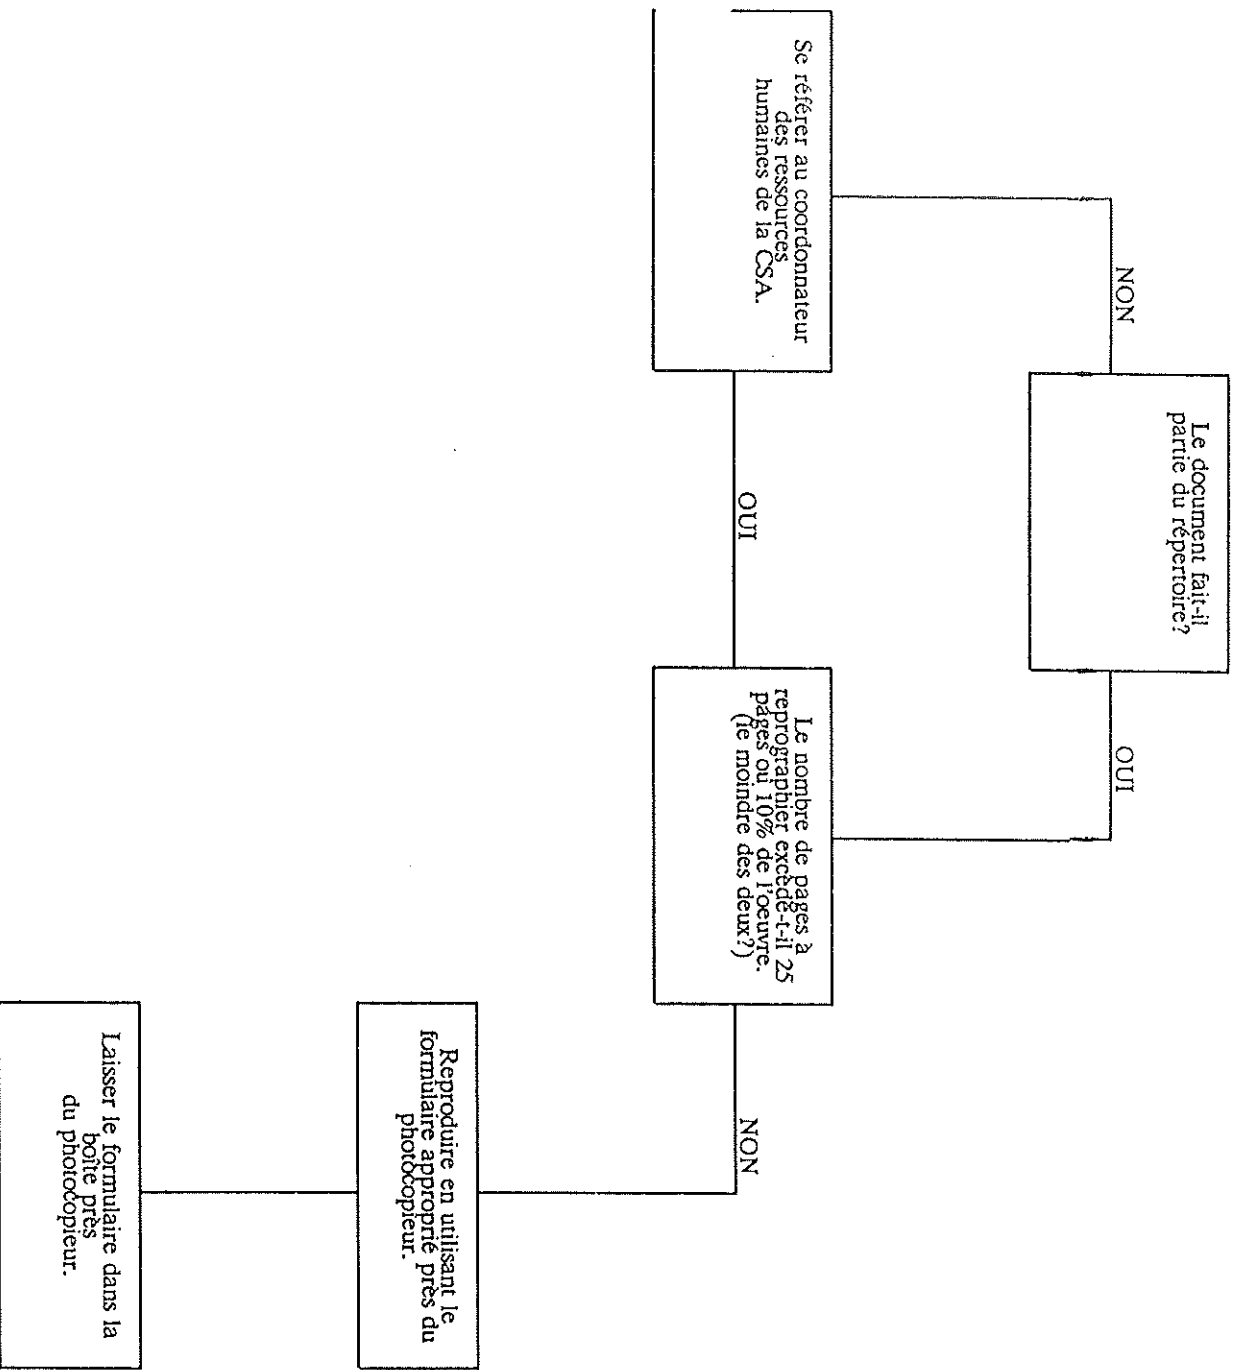 Le document fait-il
partie du répertoire?
NON
OUI
Se référer au coordonnateur
des ressources
humaines de la CSA.
OUI
Le nombre de pages à
reprographier excède-t-il 25
pages ou 10% de l'oeuvre.
(le moindre des deux?)
NON
Reproduire en utilisant le
formulaire approprié près du
photocopieur.
Laisser le formulaire dans la
boîte près
du photocopieur.